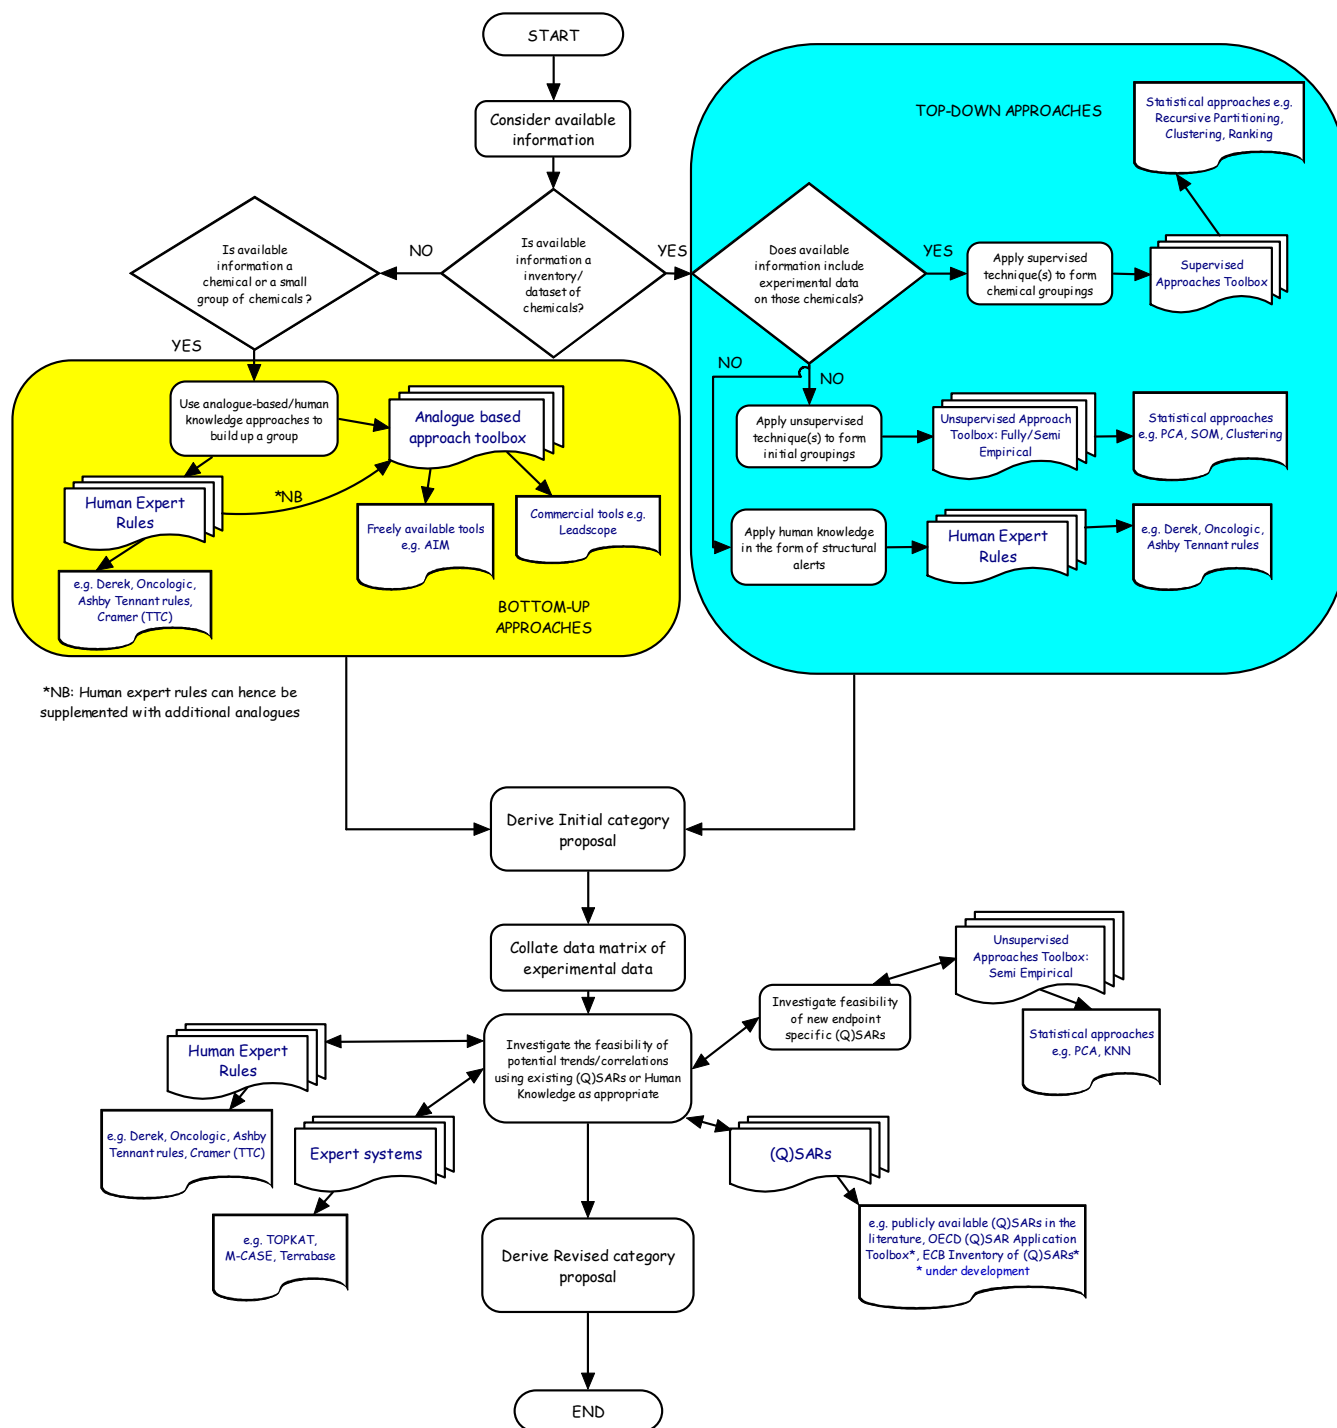 START
Consider available
information
TOP-DOWN APPROACHES
Statistical approaches e.g.
Recursive Partitioning,
Clustering, Ranking
Is available
information a
chemical or a small
group of chemicals ?
NO
Is available
information a
inventory/
dataset of
chemicals?
YES
Does available
information include
experimental data
on those chemicals?
YES
Apply supervised
technique(s) to form
chemical groupings
Supervised
Approaches Toolbox
YES
NO
NO
Use analogue-based/human
knowledge approaches to
build up a group
Analogue based
approach toolbox
Apply unsupervised
technique(s) to form
initial groupings
Unsupervised Approach
Toolbox: Fully/Semi
Empirical
Statistical approaches
e.g. PCA, SOM, Clustering
*NB
Human Expert
Rules
Freely available tools
e.g. AIM
Commercial tools e.g.
Leadscope
Apply human knowledge
in the form of structural
alerts
Human Expert
Rules
e.g. Derek, Oncologic,
Ashby Tennant rules
e.g. Derek, Oncologic,
Ashby Tennant rules,
Cramer (TTC)
BOTTOM-UP
APPROACHES
*NB: Human expert rules can hence be
supplemented with additional analogues
Derive Initial category
proposal
Collate data matrix of
experimental data
Unsupervised
Approaches Toolbox:
Semi Empirical
Investigate feasibility
of new endpoint
specific (Q)SARs
Statistical approaches
e.g. PCA, KNN
Human Expert
Rules
Investigate the feasibility of
potential trends/correlations
using existing (Q)SARs or Human
Knowledge as appropriate
e.g. Derek, Oncologic, Ashby
Tennant rules, Cramer (TTC)
Expert systems
(Q)SARs
e.g. TOPKAT,
M-CASE, Terrabase
Derive Revised category
proposal
e.g. publicly available (Q)SARs in the
literature, OECD (Q)SAR Application
Toolbox*, ECB Inventory of (Q)SARs*
* under development
END